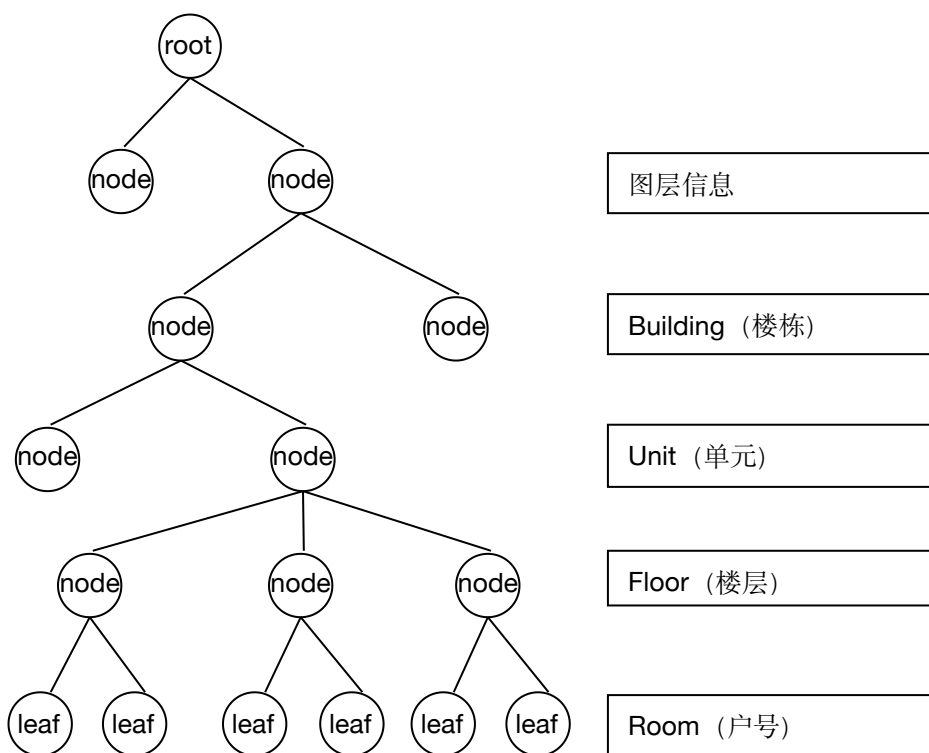 root
node node 图层信息
node node Building（楼栋）
node node Unit（单元）
node node node Floor（楼层）
leaf leaf leaf leaf leaf leaf Room（户号）